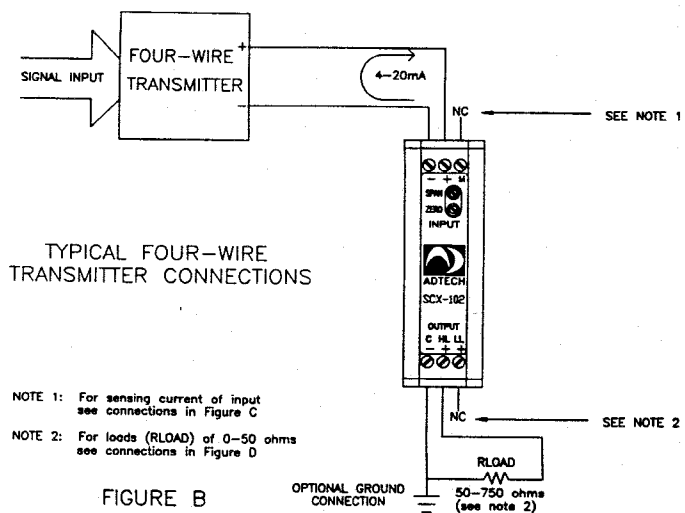 FOUR-WIRE
TRANSMITTER
+
-
SIGNAL INPUT
4-20mA
NC
SEE NOTE 1
- + M
SPAN
ZERO
INPUT
ADTECH
SCX-102
OUTPUT
C HL LL
- + +
TYPICAL FOUR-WIRE
TRANSMITTER CONNECTIONS
NOTE 1: For sensing current of input
see connections in Figure C
NOTE 2: For loads (RLOAD) of 0-50 ohms
see connections in Figure D
NC
SEE NOTE 2
RLOAD
50-750 ohms
(see note 2)
OPTIONAL GROUND
CONNECTION
FIGURE B